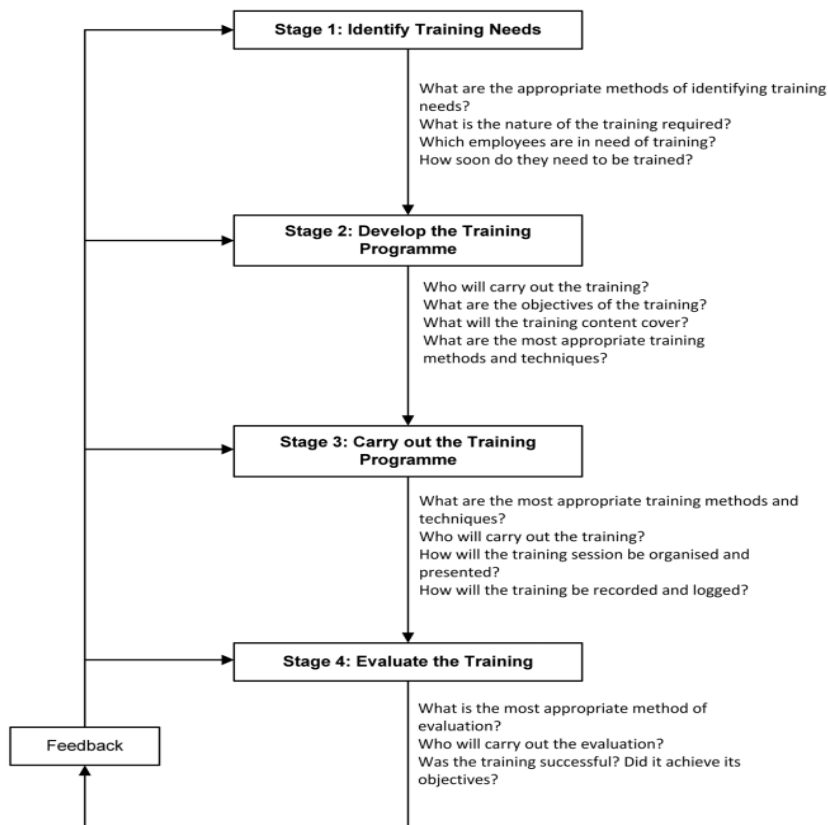 Stage 1: Identify Training Needs
What are the appropriate methods of identifying training
needs?
What is the nature of the training required?
Which employees are in need of training?
How soon do they need to be trained?
Stage 2: Develop the Training
Programme
Who will carry out the training?
What are the objectives of the training?
What will the training content cover?
What are the most appropriate training
methods and techniques?
Stage 3: Carry out the Training
Programme
What are the most appropriate training methods and
techniques?
Who will carry out the training?
How will the training session be organised and
presented?
How will the training be recorded and logged?
Stage 4: Evaluate the Training
What is the most appropriate method of
evaluation?
Who will carry out the evaluation?
Was the training successful? Did it achieve its
objectives?
Feedback